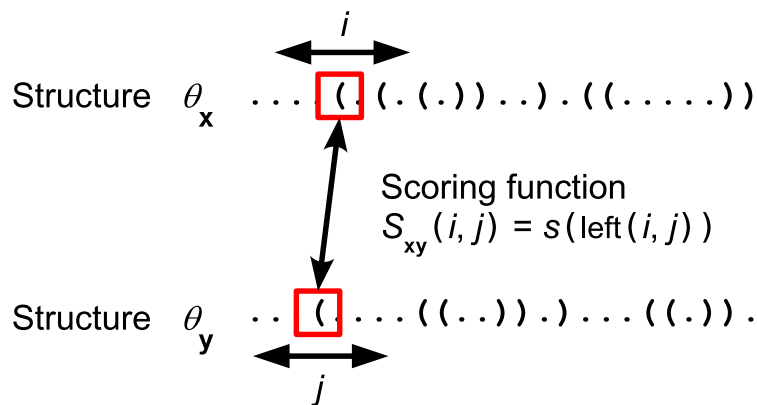 i
Structure θx . . . . ( . ( . ( . ) ) . . ) . ( ( . . . . . ) )
Scoring function
Sxy(i, j) = s(left(i, j))
Structure θy . . . ( . . . . ( ( . . ) ) . ) . . . ( ( . ) ) .
j